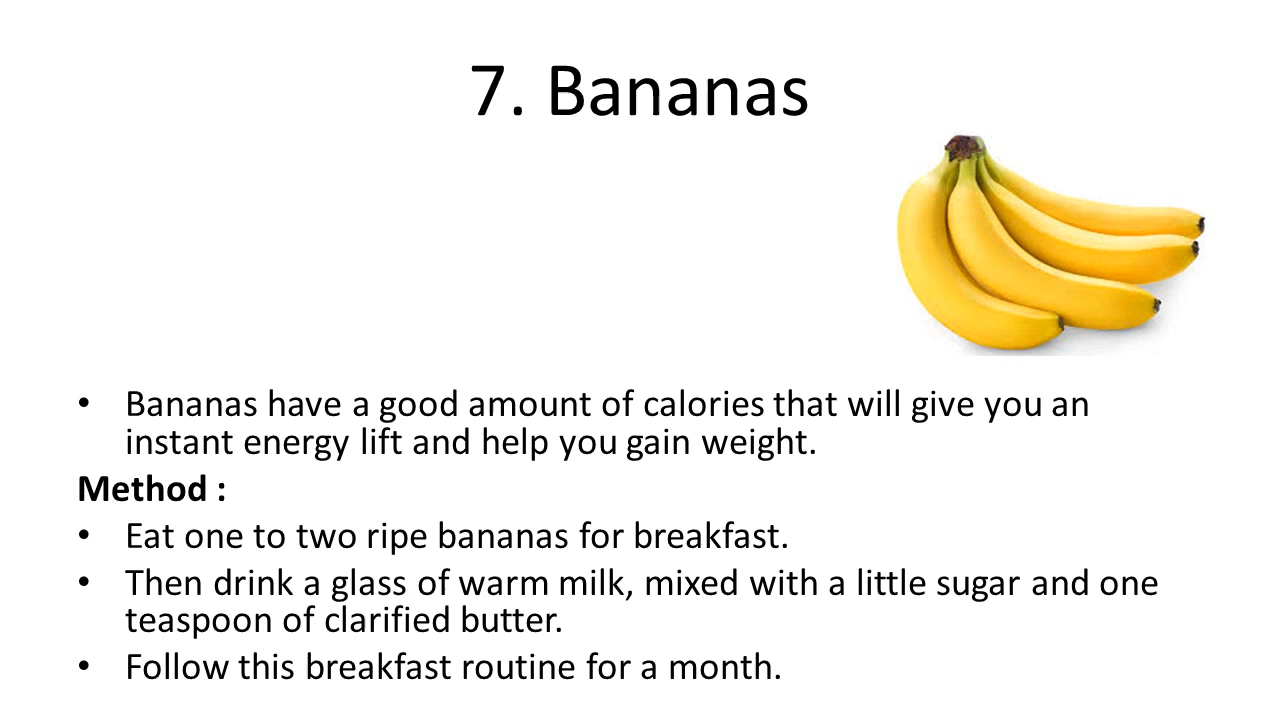 7. Bananas
• Bananas have a good amount of calories that will give you an
instant energy lift and help you gain weight.
Method :
• Eat one to two ripe bananas for breakfast.
• Then drink a glass of warm milk, mixed with a little sugar and one
teaspoon of clarified butter.
• Follow this breakfast routine for a month.